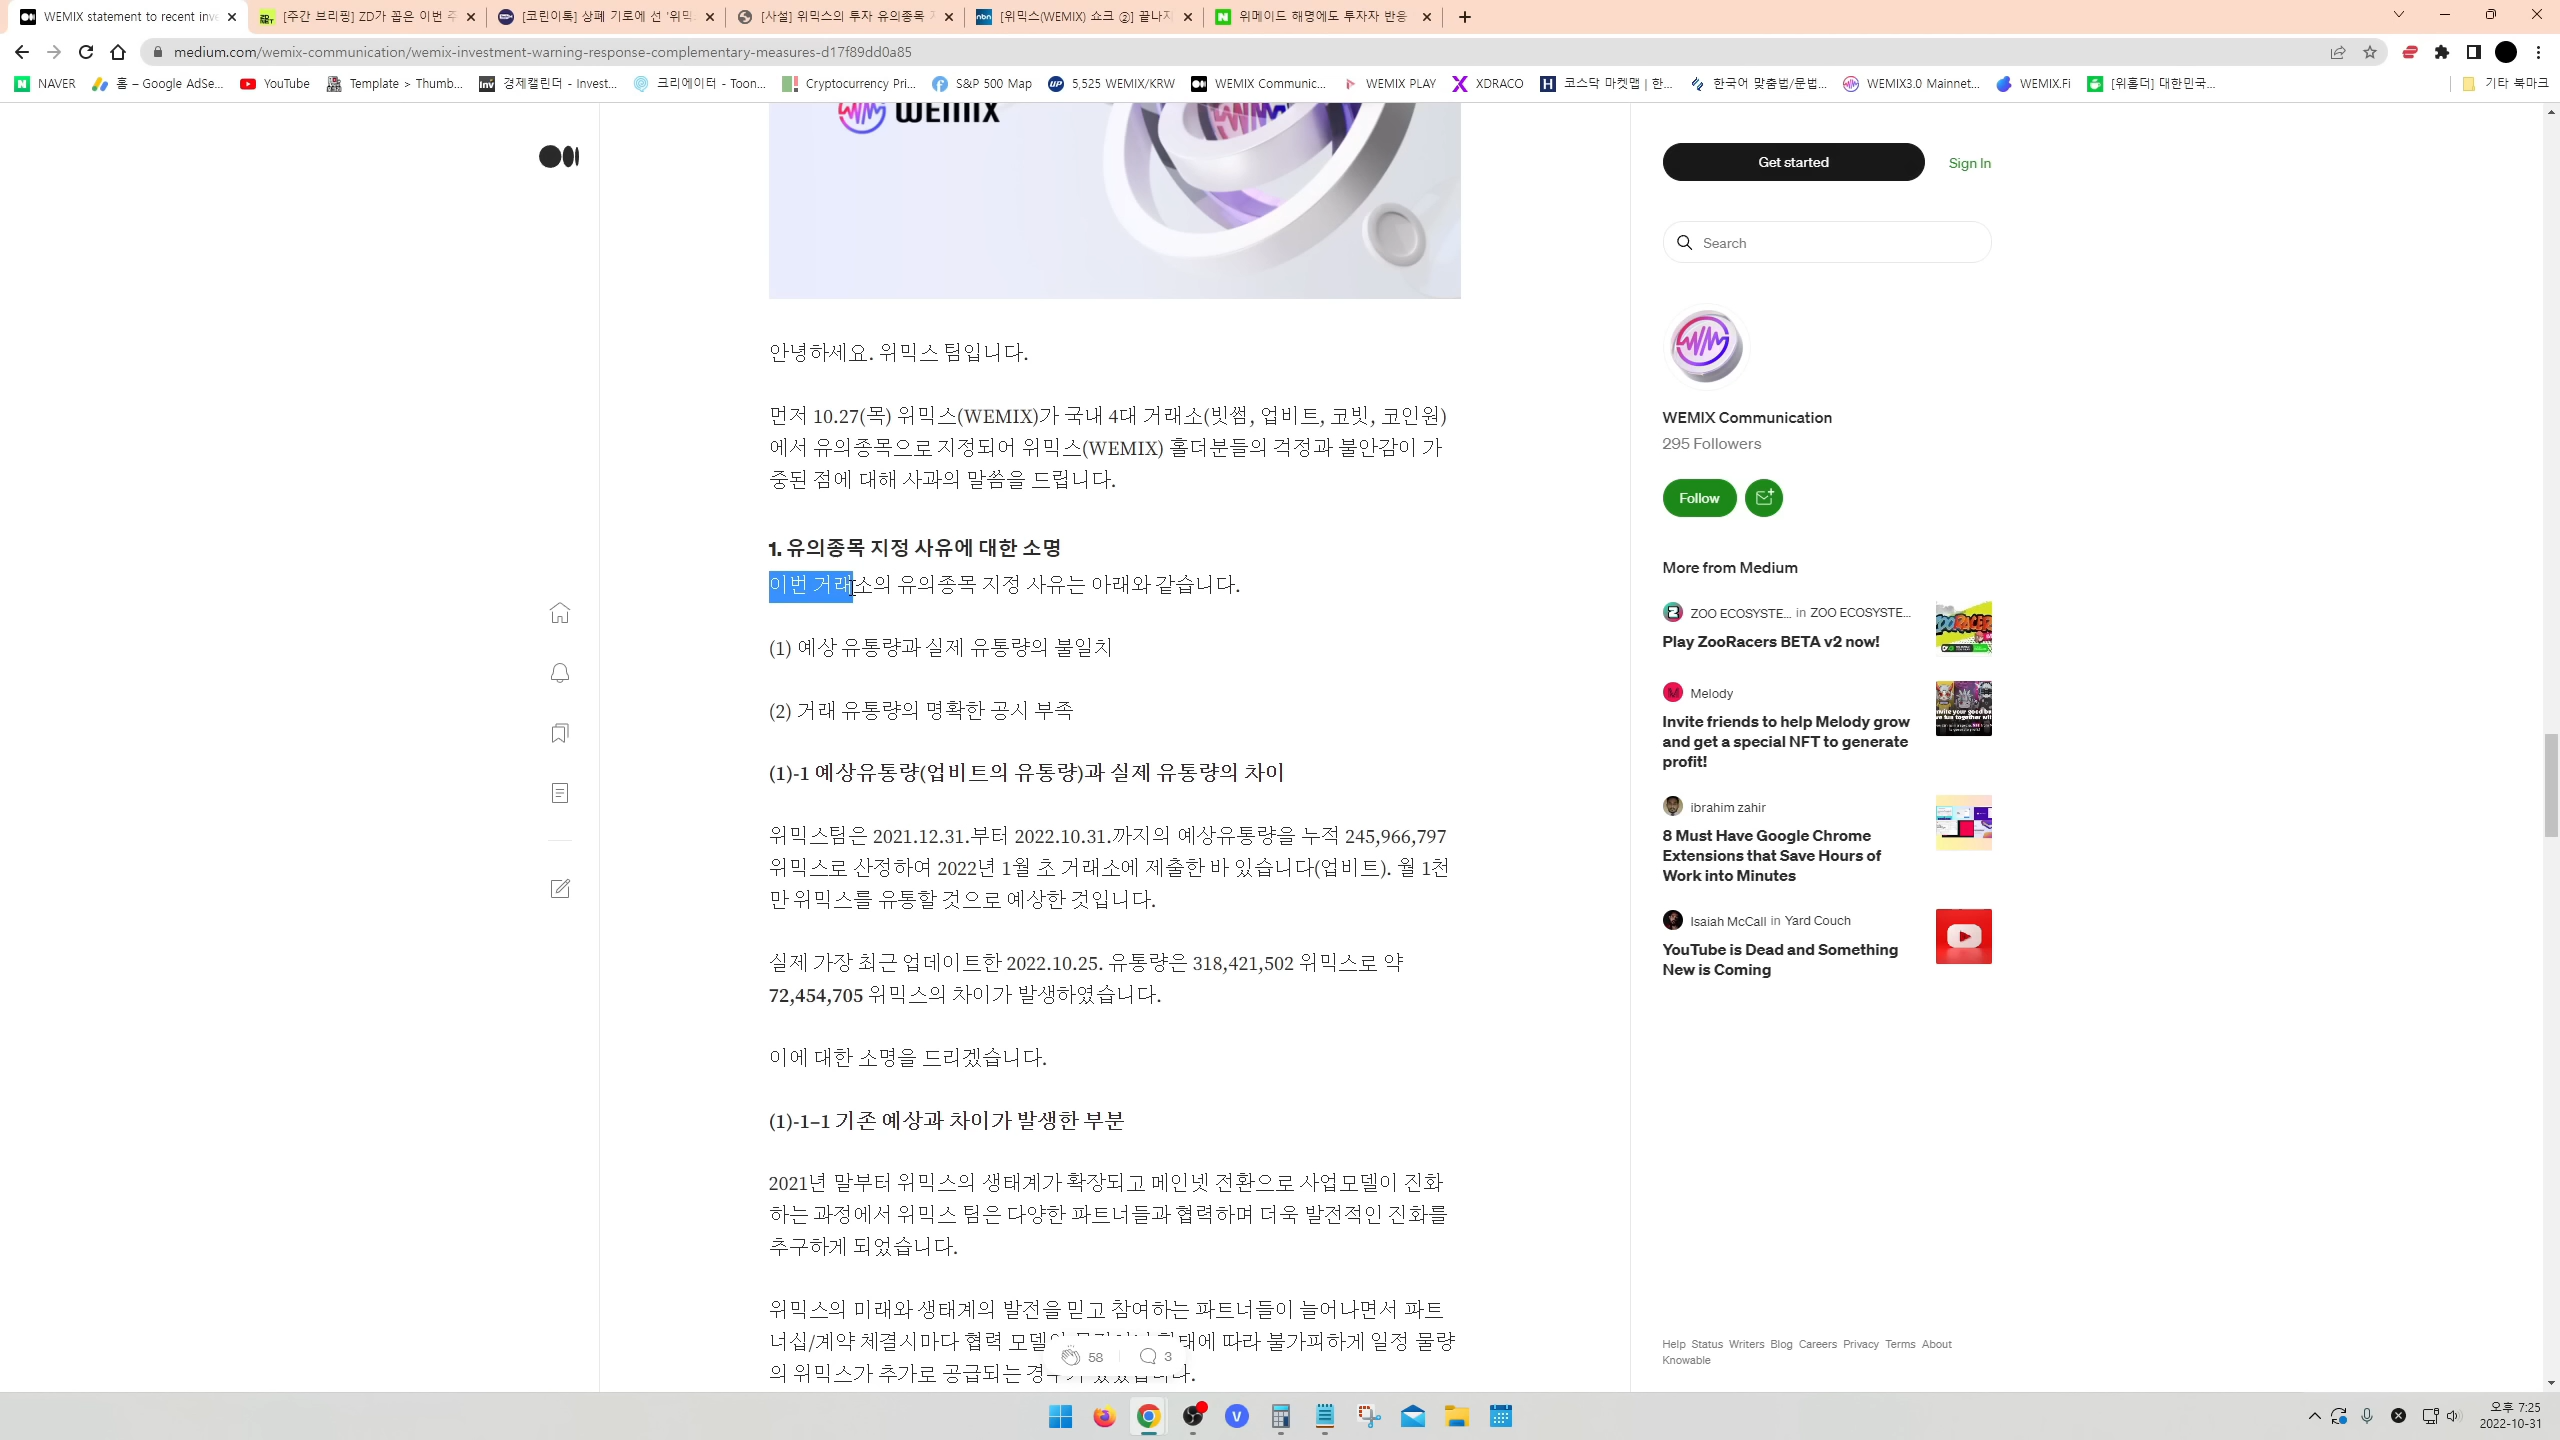 WEMIX statement to recent inve
[주간 브리핑] ZD가 꼽은 이번 주
[코린이톡] 상폐 기로에 선 '위믹
[사설] 위믹스의 투자 유의종목 지
[위믹스(WEMIX) 쇼크 ②] 끝나지
위메이드 해명에도 투자자 반응
medium.com/wemix-communication/wemix-investment-warning-response-complementary-measures-d17f89dd0a85
NAVER
홈 – Google AdSe...
YouTube
Template > Thumb...
경제캘린더 - Invest...
크리에이터 - Toon...
Cryptocurrency Pri...
S&P 500 Map
5,525 WEMIX/KRW
WEMIX Communic...
WEMIX PLAY
XDRACO
코스닥 마켓맵 | 한...
한국어 맞춤법/문법...
WEMIX3.0 Mainnet...
WEMIX.Fi
[위홀더] 대한민국...
기타 북마크
wemix
안녕하세요. 위믹스 팀입니다.
먼저 10.27(목) 위믹스(WEMIX)가 국내 4대 거래소(빗썸, 업비트, 코빗, 코인원)
에서 유의종목으로 지정되어 위믹스(WEMIX) 홀더분들의 걱정과 불안감이 가
중된 점에 대해 사과의 말씀을 드립니다.
1. 유의종목 지정 사유에 대한 소명
이번 거래소의 유의종목 지정 사유는 아래와 같습니다.
(1) 예상 유통량과 실제 유통량의 불일치
(2) 거래 유통량의 명확한 공시 부족
(1)-1 예상유통량(업비트의 유통량)과 실제 유통량의 차이
위믹스팀은 2021.12.31.부터 2022.10.31.까지의 예상유통량을 누적 245,966,797
위믹스로 산정하여 2022년 1월 초 거래소에 제출한 바 있습니다(업비트). 월 1천
만 위믹스를 유통할 것으로 예상한 것입니다.
실제 가장 최근 업데이트한 2022.10.25. 유통량은 318,421,502 위믹스로 약
72,454,705 위믹스의 차이가 발생하였습니다.
이에 대한 소명을 드리겠습니다.
(1)-1–1 기존 예상과 차이가 발생한 부분
2021년 말부터 위믹스의 생태계가 확장되고 메인넷 전환으로 사업모델이 진화
하는 과정에서 위믹스 팀은 다양한 파트너들과 협력하며 더욱 발전적인 진화를
추구하게 되었습니다.
위믹스의 미래와 생태계의 발전을 믿고 참여하는 파트너들이 늘어나면서 파트
너십/계약 체결시마다 협력 모델 따라 불가피하게 일정 물량
의 위믹스가 추가로 공급되는
58
3
Get started
Sign In
Search
WEMIX Communication
295 Followers
Follow
More from Medium
ZOO ECOSYSTE... in ZOO ECOSYSTE...
Play ZooRacers BETA v2 now!
Melody
Invite friends to help Melody grow
and get a special NFT to generate
profit!
ibrahim zahir
8 Must Have Google Chrome
Extensions that Save Hours of
Work into Minutes
Isaiah McCall in Yard Couch
YouTube is Dead and Something
New is Coming
Help Status Writers Blog Careers Privacy Terms About
Knowable
오후 7:25
2022-10-31